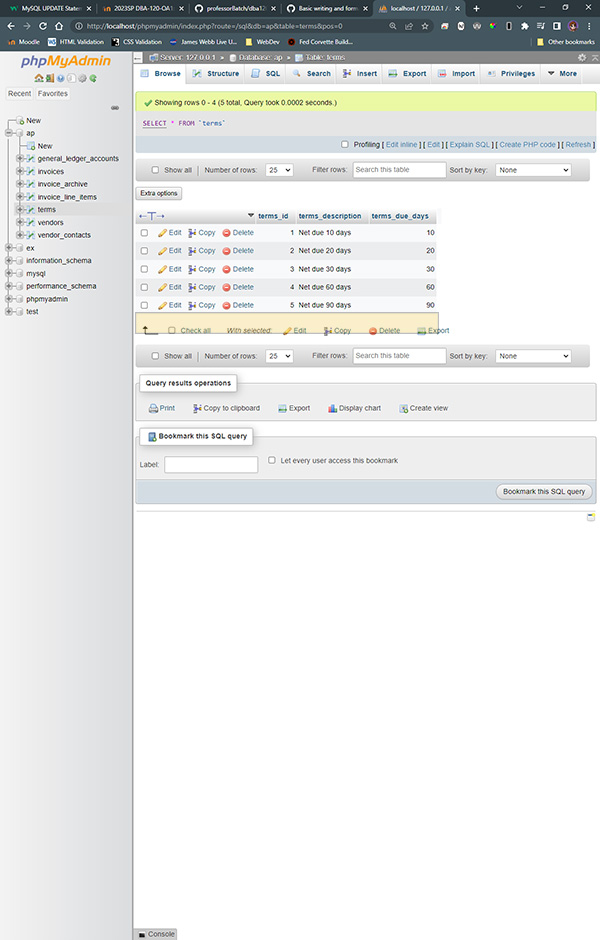 MySQL UPDATE Statem
2023SP DBA-120-OA1
professorBatch/dba12
Basic writing and form
localhost / 127.0.0.1 /
http://localhost/phpmyadmin/index.php?route=/sql&db=ap&table=terms&pos=0
Moodle HTML Validation CSS Validation James Webb Live U... WebDev Fed Corvette Build... Other bookmarks
phpMyAdmin
Recent Favorites
New
ap
New
general_ledger_accounts
invoices
invoice_archive
invoice_line_items
terms
vendors
vendor_contacts
ex
information_schema
mysql
performance_schema
phpmyadmin
test
Server: 127.0.0.1 » Database: ap » Table: terms
Browse Structure SQL Search Insert Export Import Privileges More
Showing rows 0 - 4 (5 total, Query took 0.0002 seconds.)
SELECT * FROM `terms`
Profiling [ Edit inline ] [ Edit ] [ Explain SQL ] [ Create PHP code ] [ Refresh ]
Show all | Number of rows: 25 Filter rows: Search this table Sort by key: None
Extra options
←T→ terms_id terms_description terms_due_days
Edit Copy Delete 1 Net due 10 days 10
Edit Copy Delete 2 Net due 20 days 20
Edit Copy Delete 3 Net due 30 days 30
Edit Copy Delete 4 Net due 60 days 60
Edit Copy Delete 5 Net due 90 days 90
Check all With selected: Edit Copy Delete Export
Show all | Number of rows: 25 Filter rows: Search this table Sort by key: None
Query results operations
Print Copy to clipboard Export Display chart Create view
Bookmark this SQL query
Label: Let every user access this bookmark
Bookmark this SQL query
Console